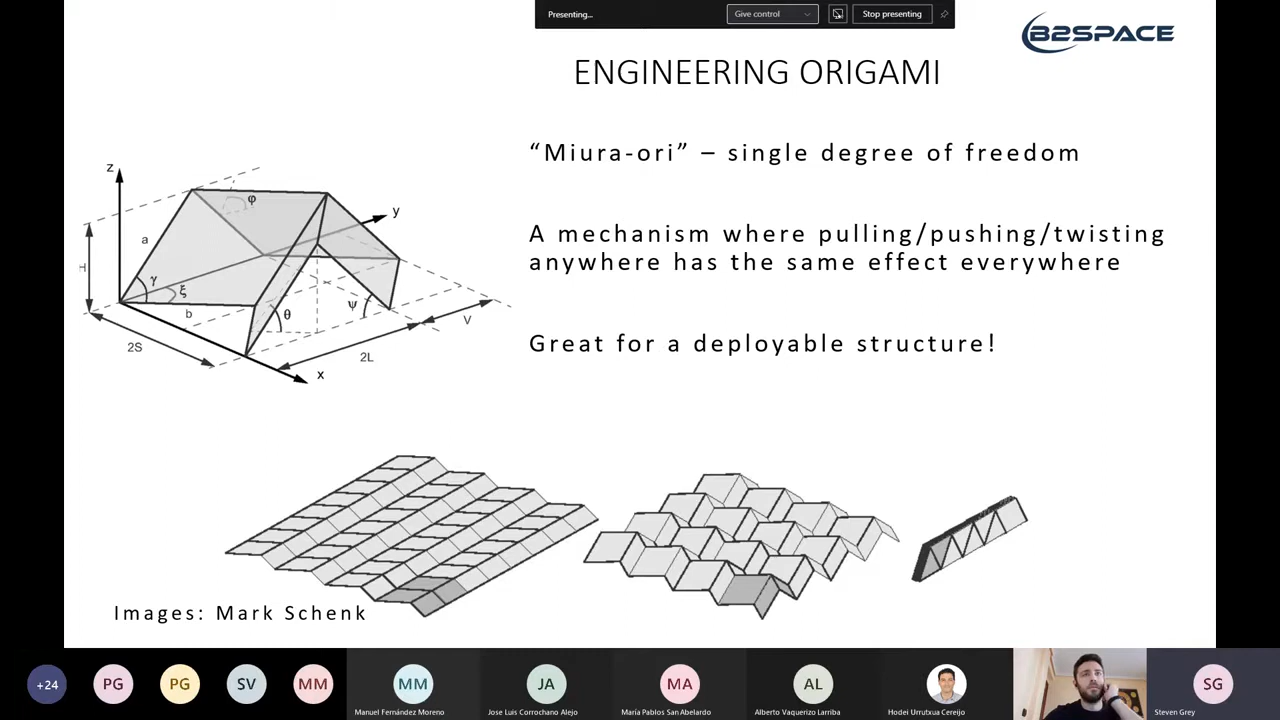 Presenting...
Give control
Stop presenting
B2SPACE
ENGINEERING ORIGAMI
“Miura-ori” – single degree of freedom
A mechanism where pulling/pushing/twisting
anywhere has the same effect everywhere
Great for a deployable structure!
z
y
φ
a
H
γ
ξ
b
θ
ψ
V
2S
2L
x
Images: Mark Schenk
+24
PG
PG
SV
MM
MM
JA
MA
AL
SG
Manuel Fernández Moreno
Jose Luis Corrochano Alejo
María Pablos San Abelardo
Alberto Vaquerizo Larriba
Hodei Urrutxua Cereijo
Steven Grey